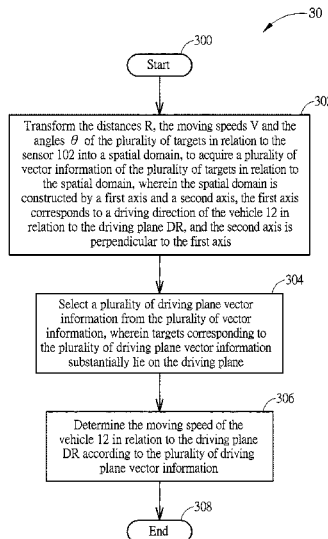 30
300
Start
302
Transform the distances R, the moving speeds V and the
angles θ of the plurality of targets in relation to the
sensor 102 into a spatial domain, to acquire a plurality of
vector information of the plurality of targets in relation to
the spatial domain, wherein the spatial domain is
constructed by a first axis and a second axis, the first axis
corresponds to a driving direction of the vehicle 12 in
relation to the driving plane DR, and the second axis is
perpendicular to the first axis
304
Select a plurality of driving plane vector
information from the plurality of vector
information, wherein targets corresponding to
the plurality of driving plane vector information
substantially lie on the driving plane
306
Determine the moving speed of the
vehicle 12 in relation to the driving plane
DR according to the plurality of driving
plane vector information
308
End